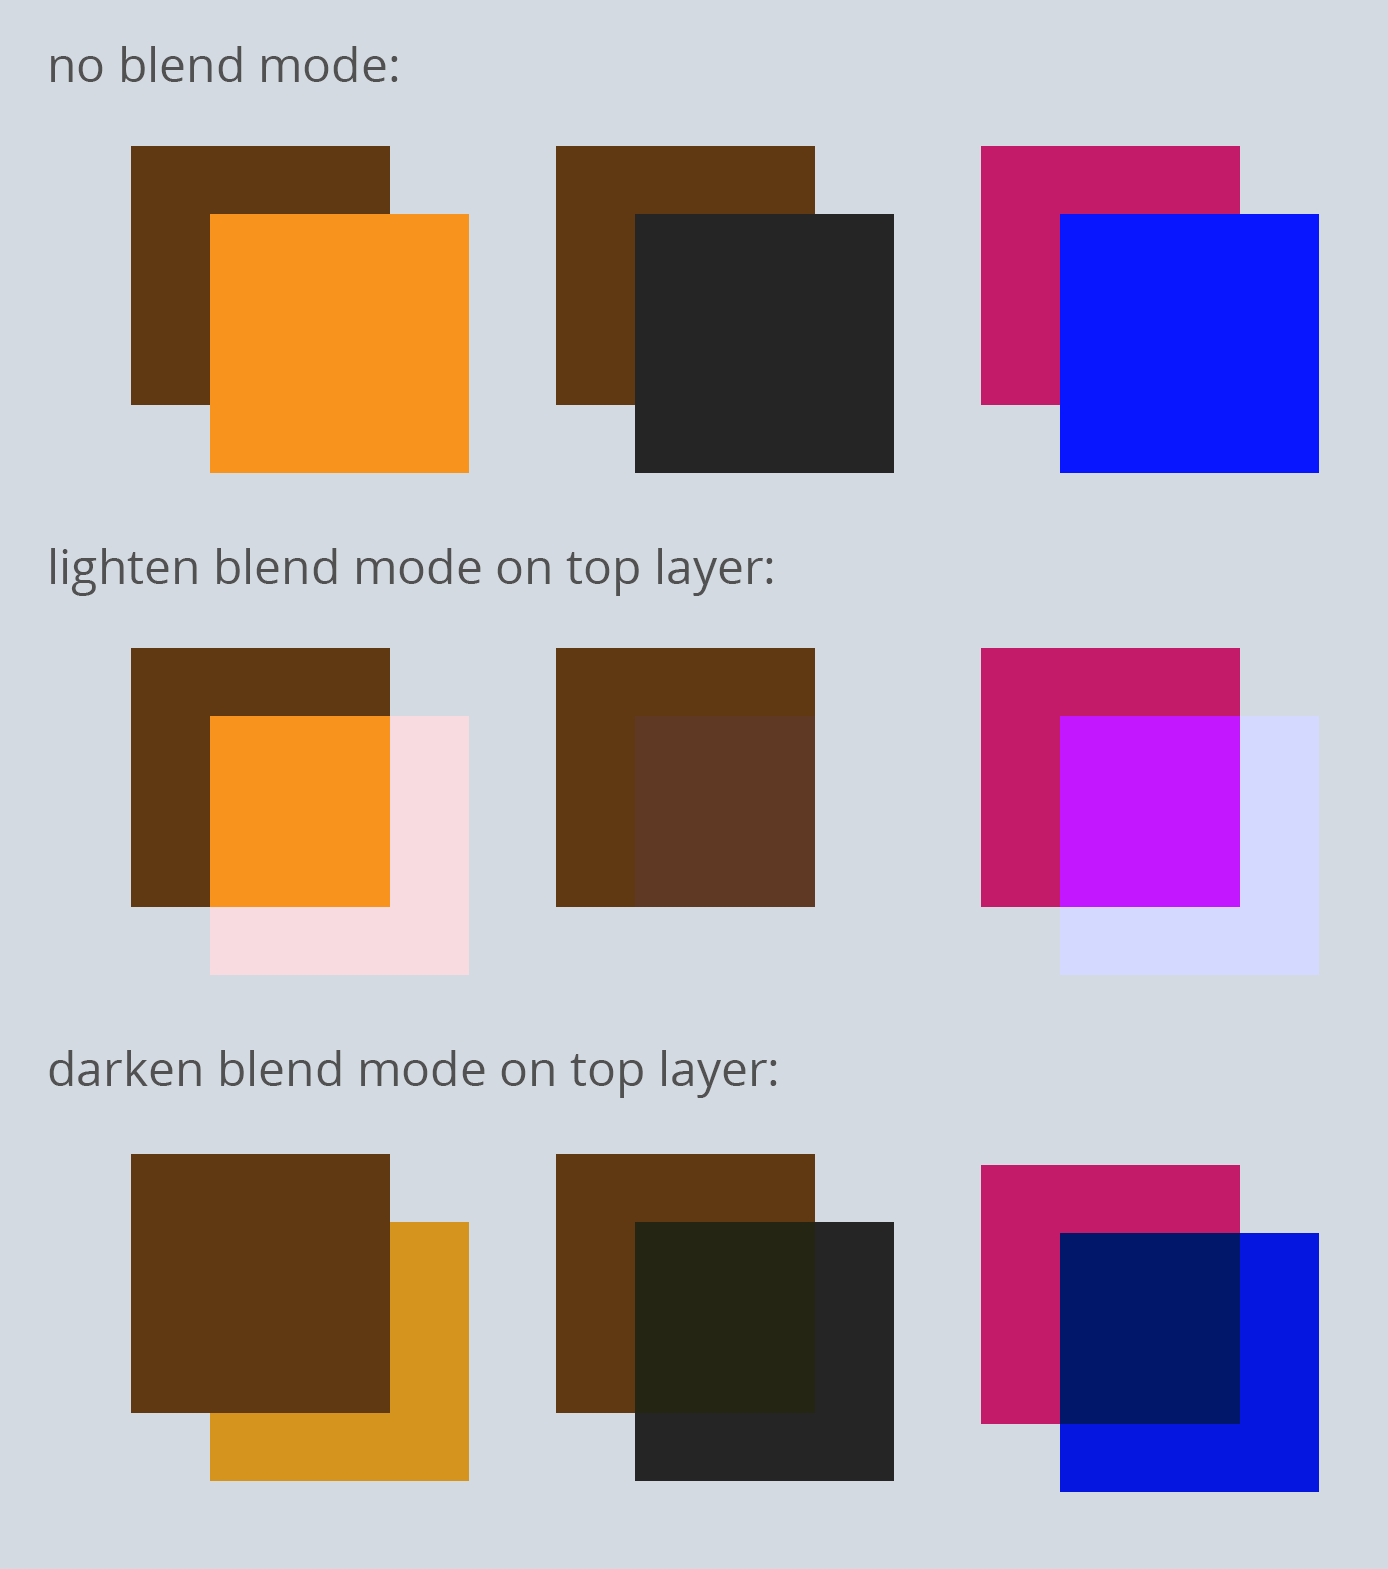 no blend mode:
lighten blend mode on top layer:
darken blend mode on top layer: